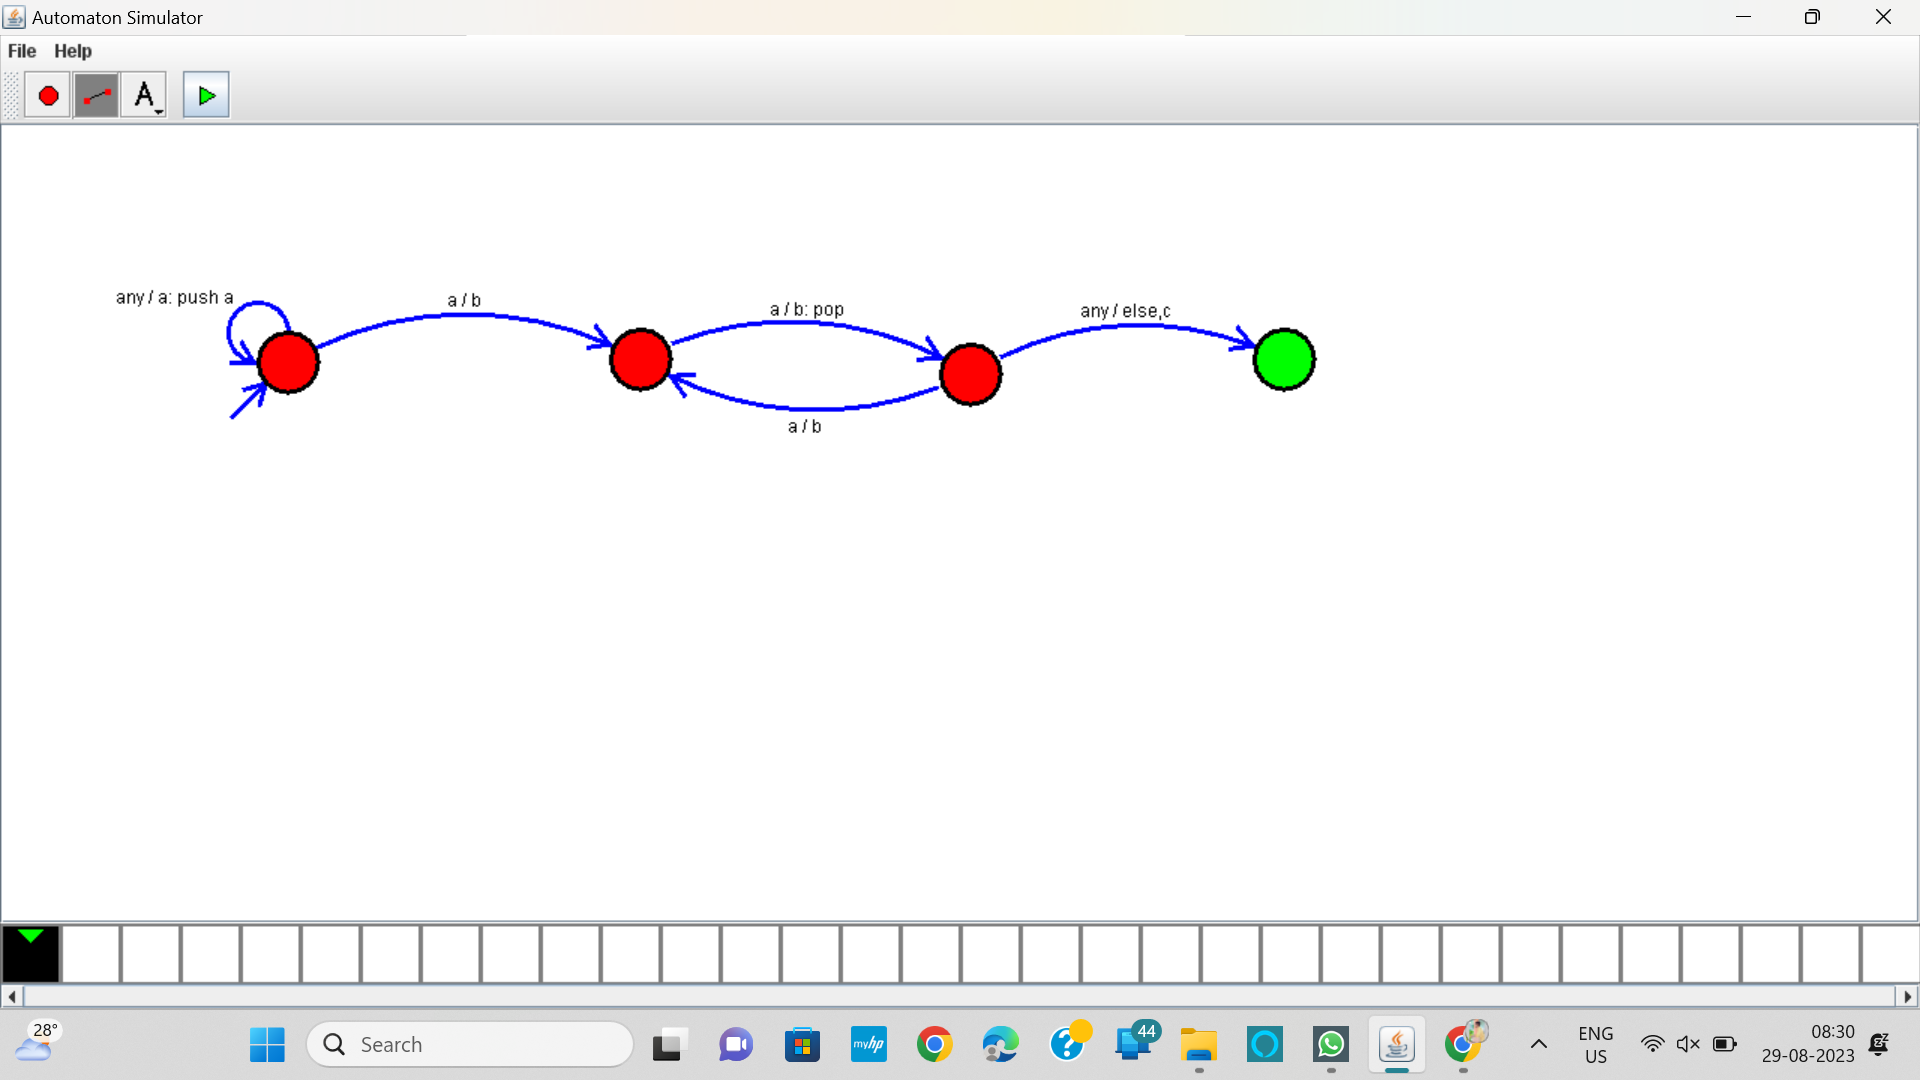 Automaton Simulator
File Help
A
any / a: push a
a / b
a / b: pop
any / else,c
a / b
28°
Search
myhp
44
ENG
US
08:30
29-08-2023